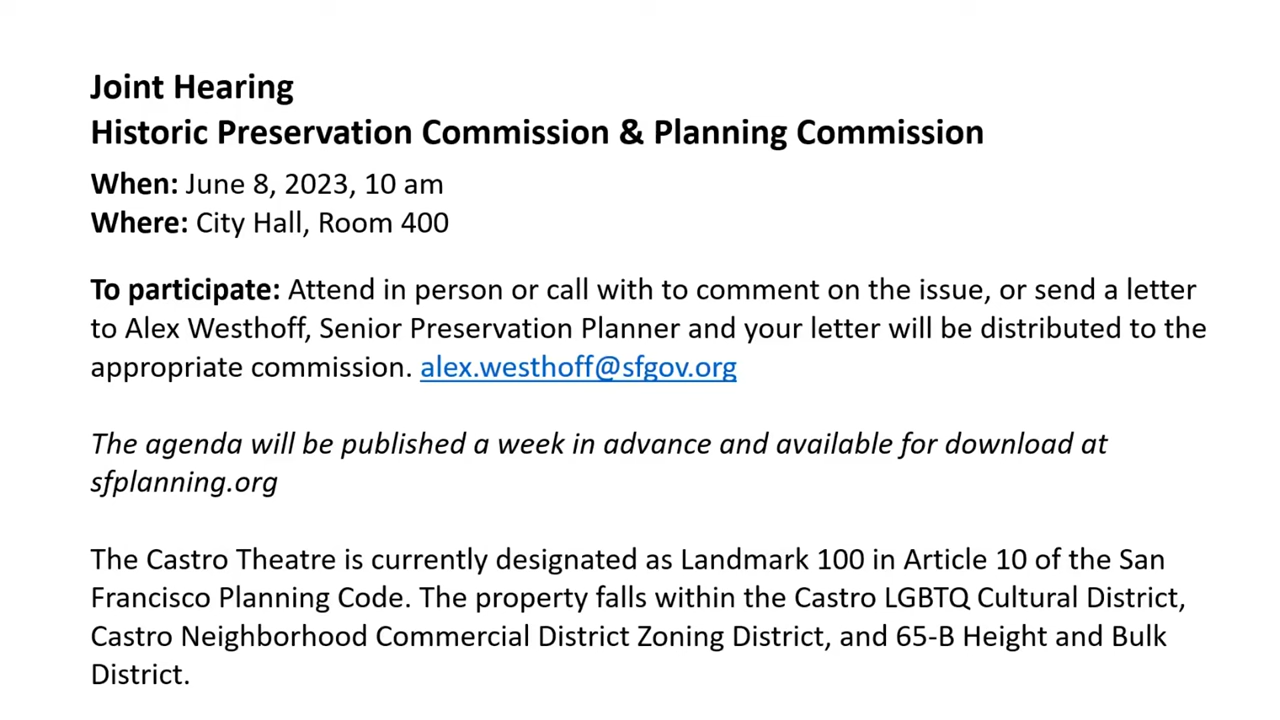 Joint Hearing
Historic Preservation Commission & Planning Commission
When: June 8, 2023, 10 am
Where: City Hall, Room 400
To participate: Attend in person or call with to comment on the issue, or send a letter
to Alex Westhoff, Senior Preservation Planner and your letter will be distributed to the
appropriate commission. alex.westhoff@sfgov.org
The agenda will be published a week in advance and available for download at
sfplanning.org
The Castro Theatre is currently designated as Landmark 100 in Article 10 of the San
Francisco Planning Code. The property falls within the Castro LGBTQ Cultural District,
Castro Neighborhood Commercial District Zoning District, and 65-B Height and Bulk
District.